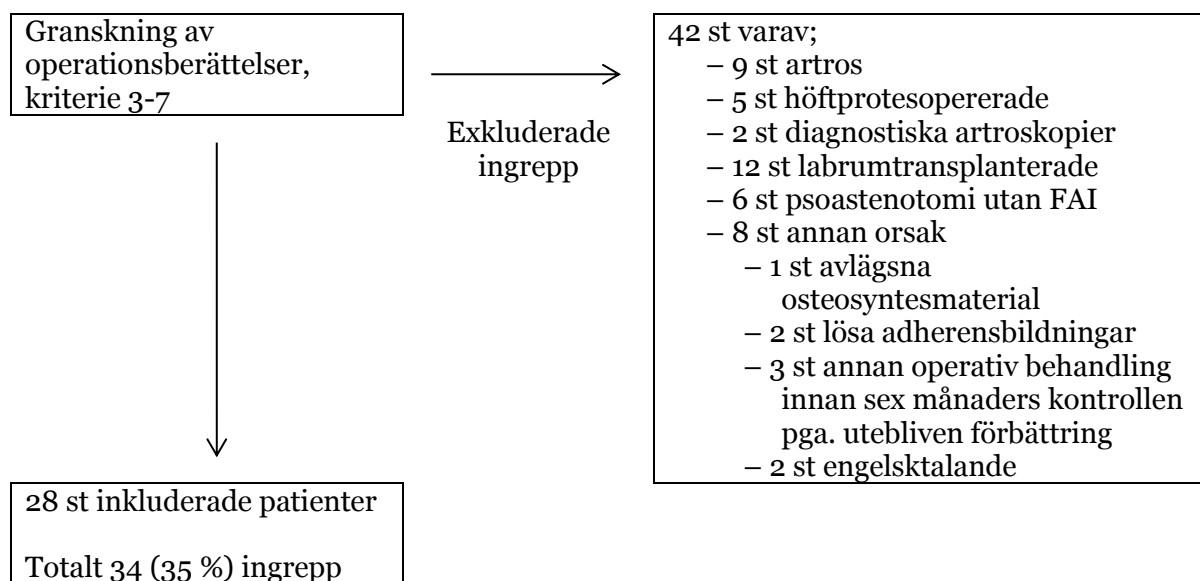 Granskning av
operationsberättelser,
kriterie 3-7
Exkluderade
ingrepp
42 st varav;
– 9 st artros
– 5 st höftprotesopererade
– 2 st diagnostiska artroskopier
– 12 st labrumtransplanterade
– 6 st psoastenotomi utan FAI
– 8 st annan orsak
– 1 st avlägsna
osteosyntesmaterial
– 2 st lösa adherensbildningar
– 3 st annan operativ behandling
innan sex månaders kontrollen
pga. utebliven förbättring
– 2 st engelsktalande
28 st inkluderade patienter
Totalt 34 (35 %) ingrepp